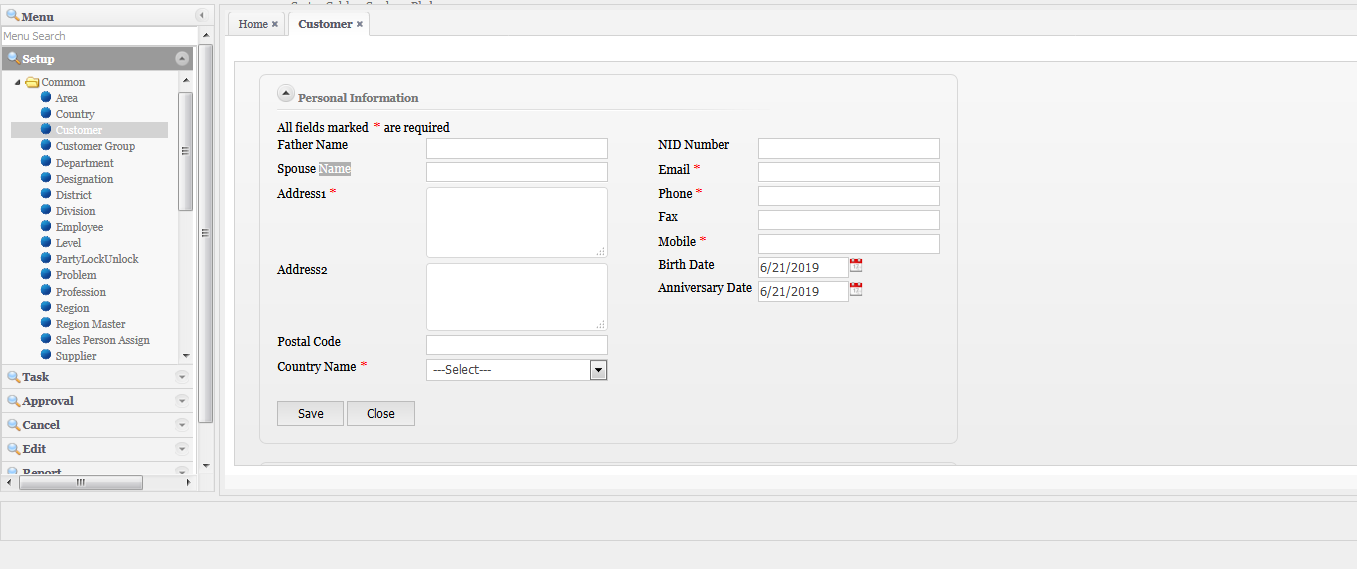 Menu
Menu Search
Setup
Common
Area
Country
Customer
Customer Group
Department
Designation
District
Division
Employee
Level
PartyLockUnlock
Problem
Profession
Region
Region Master
Sales Person Assign
Supplier
Task
Approval
Cancel
Edit
Report
Home
Customer
Personal Information
All fields marked * are required
Father Name
Spouse Name
Address1 *
Address2
Postal Code
Country Name *
---Select---
NID Number
Email *
Phone *
Fax
Mobile *
Birth Date 6/21/2019
Anniversary Date 6/21/2019
Save Close